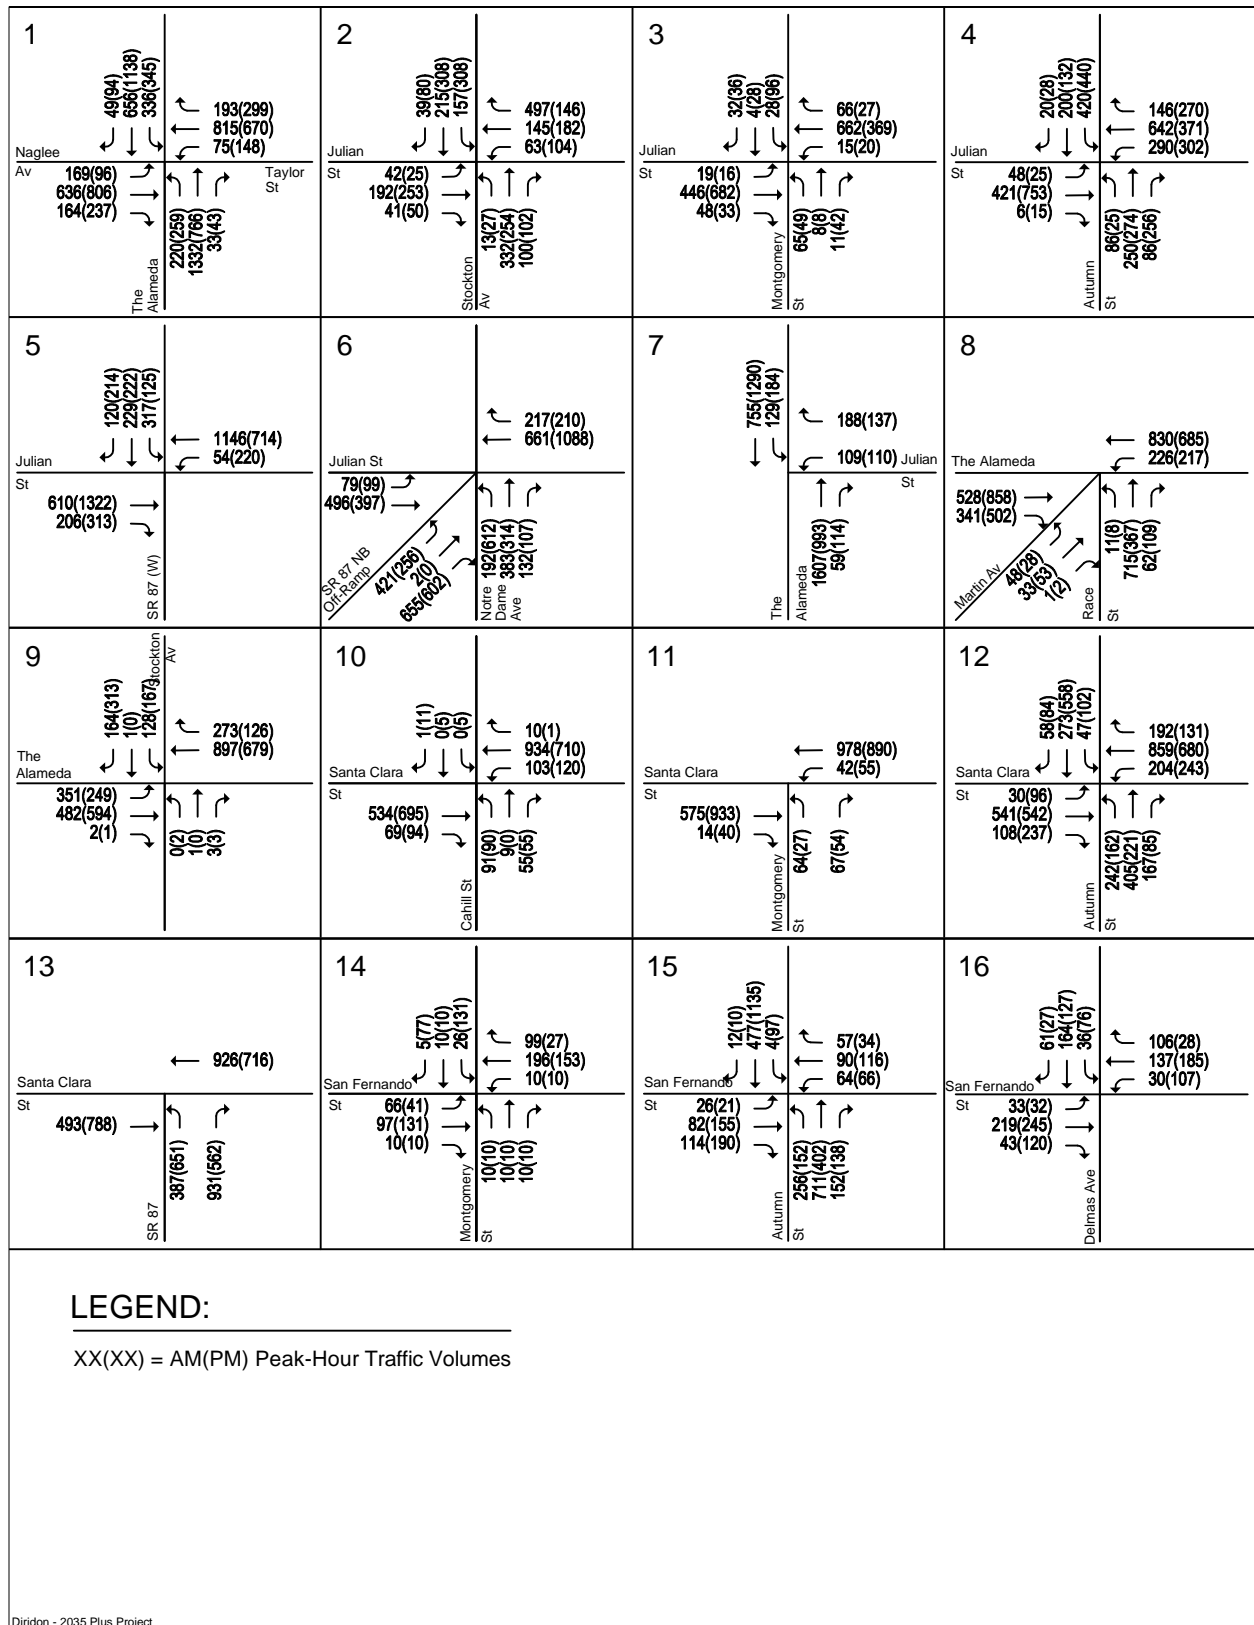 1
49(94)
656(1138)
336(345)
193(299)
815(670)
75(148)
Naglee
Av
Taylor
St
169(96)
636(806)
164(237)
220(259)
1332(766)
33(43)
The
Alameda
2
39(80)
215(308)
157(308)
497(146)
145(182)
63(104)
Julian
St
42(25)
192(253)
41(50)
13(27)
332(254)
100(102)
Stockton
Av
3
32(36)
4(28)
28(96)
66(27)
662(369)
15(20)
Julian
St
19(16)
446(682)
48(33)
65(49)
8(8)
11(42)
Montgomery
St
4
20(28)
200(132)
420(440)
146(270)
642(371)
290(302)
Julian
St
48(25)
421(753)
6(15)
86(25)
250(274)
86(256)
Autumn
St
5
120(214)
229(222)
317(125)
1146(714)
54(220)
Julian
St
610(1322)
206(313)
SR 87 (W)
6
217(210)
661(1088)
Julian St
79(99)
496(397)
SR 87 NB
Off-Ramp
421(256)
2(0)
655(602)
192(612)
383(314)
132(107)
Notre
Dame
Ave
7
755(1290)
129(184)
188(137)
109(110)
Julian
St
1607(993)
59(114)
The
Alameda
8
830(685)
226(217)
The Alameda
528(858)
341(502)
Martin Av
48(28)
33(53)
1(2)
11(8)
715(367)
62(109)
Race
St
9
Stockton
Av
164(313)
1(0)
128(167)
273(126)
897(679)
The
Alameda
351(249)
482(594)
2(1)
0(2)
1(0)
3(3)
10
1(11)
0(5)
0(5)
10(1)
934(710)
103(120)
Santa Clara
St
534(695)
69(94)
91(90)
9(0)
55(55)
Cahill St
11
978(890)
42(55)
Santa Clara
St
575(933)
14(40)
64(27)
67(54)
Montgomery
St
12
58(84)
273(558)
47(102)
192(131)
859(680)
204(243)
Santa Clara
St
30(96)
541(542)
108(237)
242(162)
405(221)
167(85)
Autumn
St
13
926(716)
Santa Clara
St
493(788)
387(651)
931(562)
SR 87
14
5(77)
10(10)
26(131)
99(27)
196(153)
10(10)
San Fernando
St
66(41)
97(131)
10(10)
10(10)
10(10)
10(10)
Montgomery
St
15
12(10)
477(1135)
4(97)
57(34)
90(116)
64(66)
San Fernando
St
26(21)
82(155)
114(190)
256(152)
711(402)
152(138)
Autumn
St
16
61(27)
164(127)
36(76)
106(28)
137(185)
30(107)
San Fernando
St
33(32)
219(245)
43(120)
Delmas Ave
LEGEND:
XX(XX) = AM(PM) Peak-Hour Traffic Volumes
Diridon - 2035 Plus Project